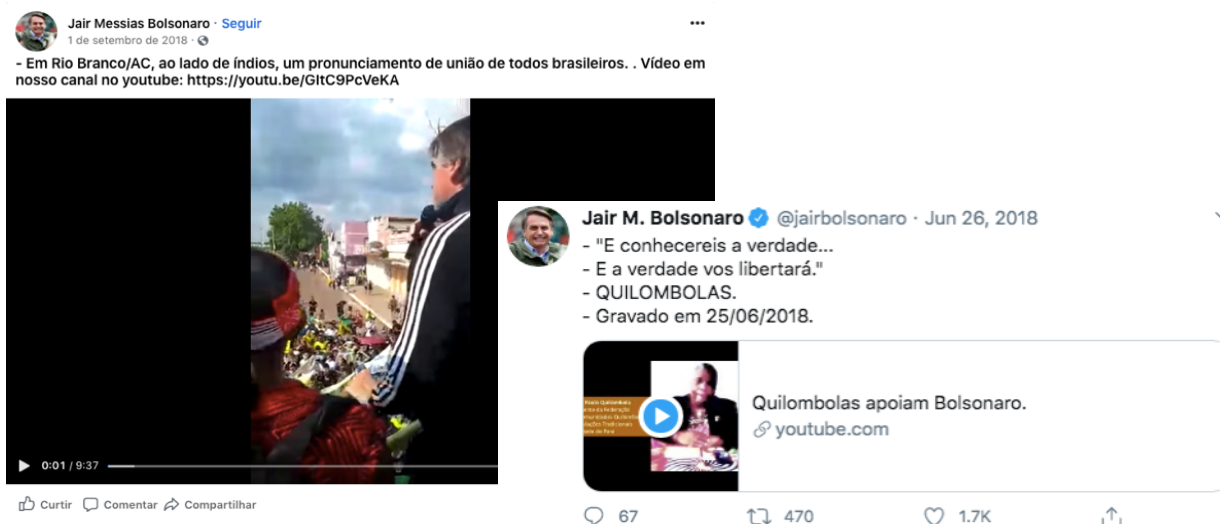 Jair Messias Bolsonaro · Seguir
1 de setembro de 2018 ·
- Em Rio Branco/AC, ao lado de índios, um pronunciamento de união de todos brasileiros. . Vídeo em
nosso canal no youtube: https://youtu.be/GItC9PcVeKA
0:01 / 9:37
Curtir Comentar Compartilhar
Jair M. Bolsonaro @jairbolsonaro · Jun 26, 2018
- "E conhecereis a verdade...
- E a verdade vos libertará."
- QUILOMBOLAS.
- Gravado em 25/06/2018.
Paulo Quilombola
Quilombolas apoiam Bolsonaro.
youtube.com
67 470 1.7K